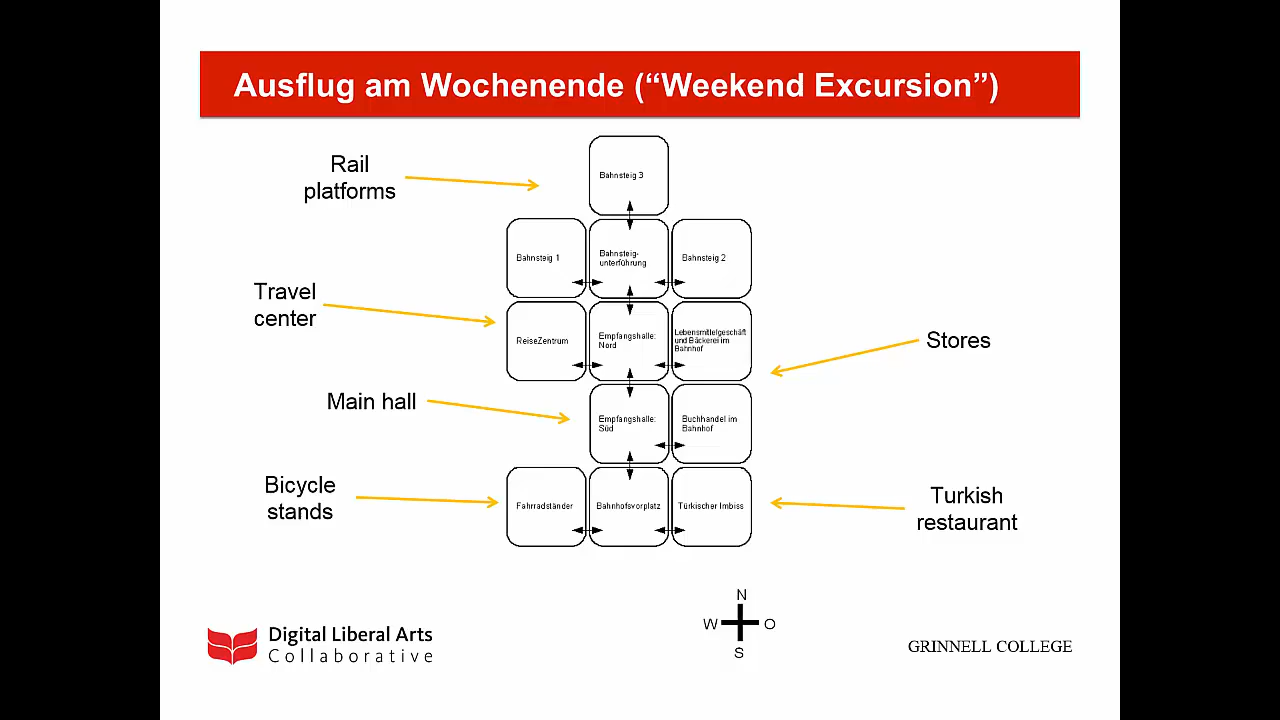 Ausflug am Wochenende (“Weekend Excursion”)
Rail
platforms
Bahnsteig 3
Bahnsteig 1
Bahnsteig-
unterführung
Bahnsteig 2
Travel
center
ReiseZentrum
Empfangshalle:
Nord
Lebensmittelgeschäft
und Bäckerei im
Bahnhof
Stores
Main hall
Empfangshalle:
Süd
Buchhandel im
Bahnhof
Bicycle
stands
Fahrradständer
Bahnhofsvorplatz
Türkischer Imbiss
Turkish
restaurant
N
W
O
S
Digital Liberal Arts
Collaborative
GRINNELL COLLEGE